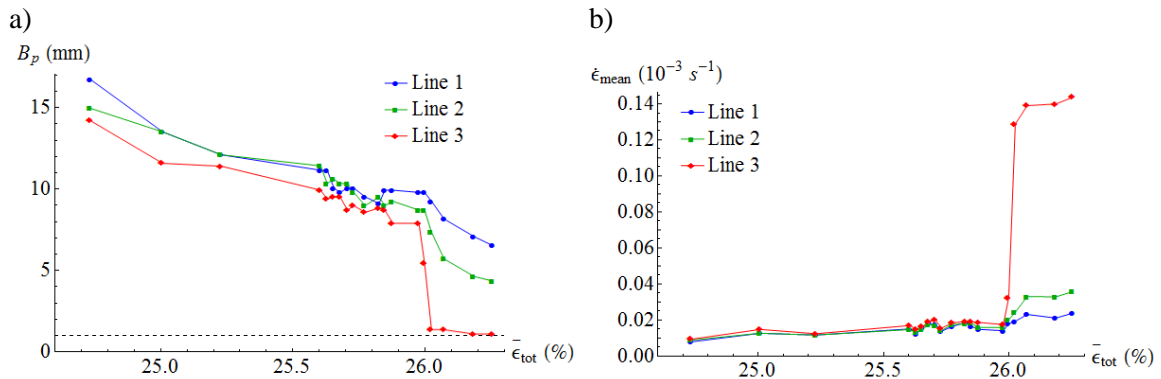 a)
B_p (mm)
Line 1
Line 2
Line 3
15
10
5
0
25.0
25.5
26.0
ε̄_tot (%)
b)
ε̇_mean (10⁻³ s⁻¹)
Line 1
Line 2
Line 3
0.14
0.12
0.10
0.08
0.06
0.04
0.02
0.00
25.0
25.5
26.0
ε̄_tot (%)